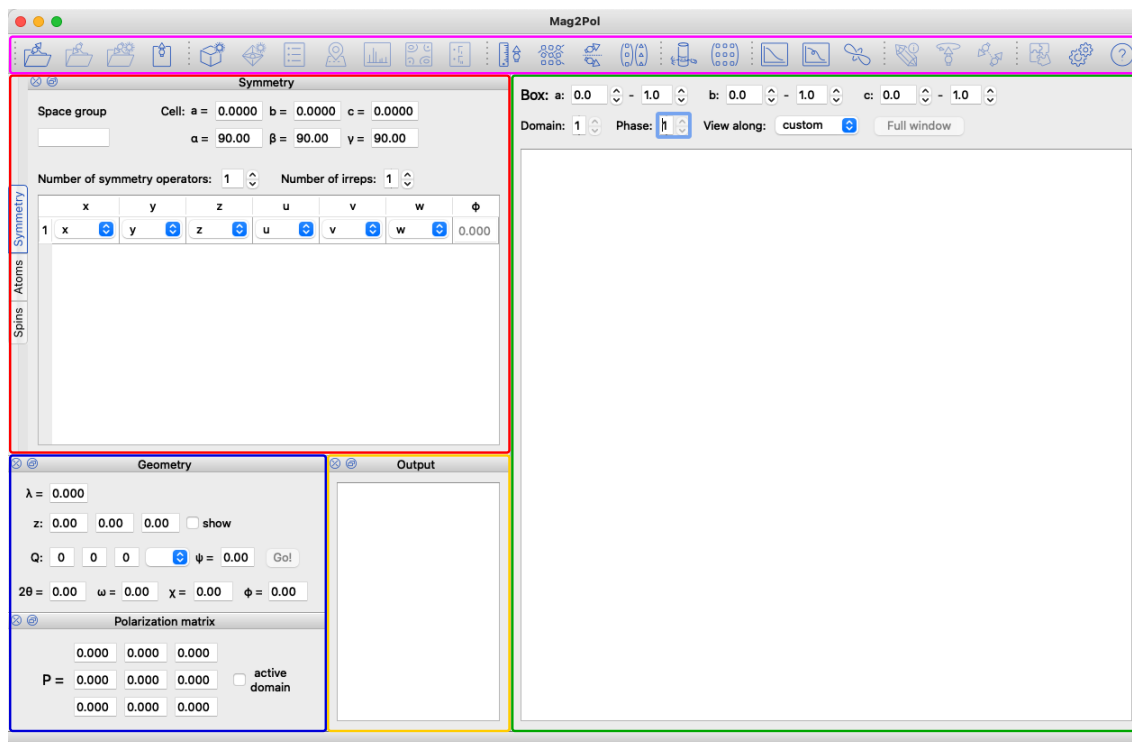 Mag2Pol
Symmetry
Space group Cell: a = 0.0000 b = 0.0000 c = 0.0000
α = 90.00 β = 90.00 γ = 90.00
Number of symmetry operators: 1 Number of irreps: 1
x y z u v w ϕ
1 x y z u v w 0.000
Symmetry
Atoms
Spins
Box: a: 0.0 - 1.0 b: 0.0 - 1.0 c: 0.0 - 1.0
Domain: 1 Phase: 1 View along: custom Full window
Geometry
λ = 0.000
z: 0.00 0.00 0.00 show
Q: 0 0 0 ψ = 0.00 Go!
2θ = 0.00 ω = 0.00 χ = 0.00 ϕ = 0.00
Polarization matrix
0.000 0.000 0.000
P = 0.000 0.000 0.000 active domain
0.000 0.000 0.000
Output